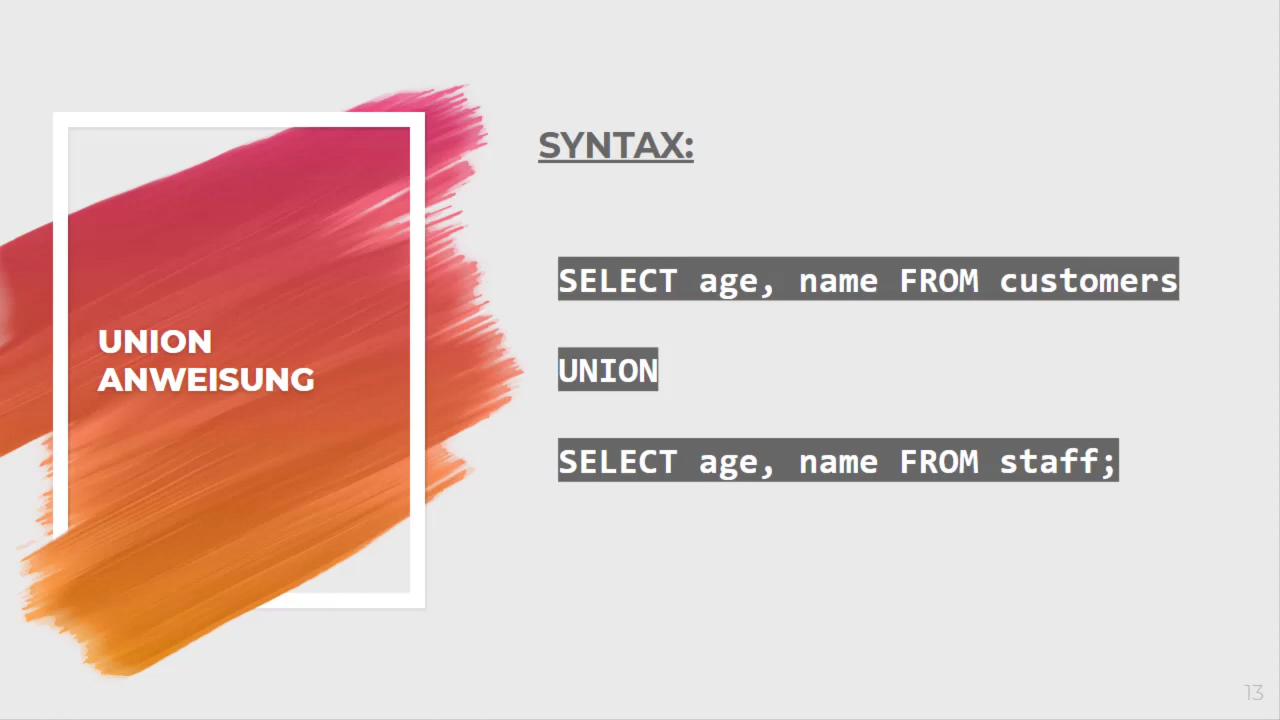 UNION
ANWEISUNG
SYNTAX:
SELECT age, name FROM customers
UNION
SELECT age, name FROM staff;
13